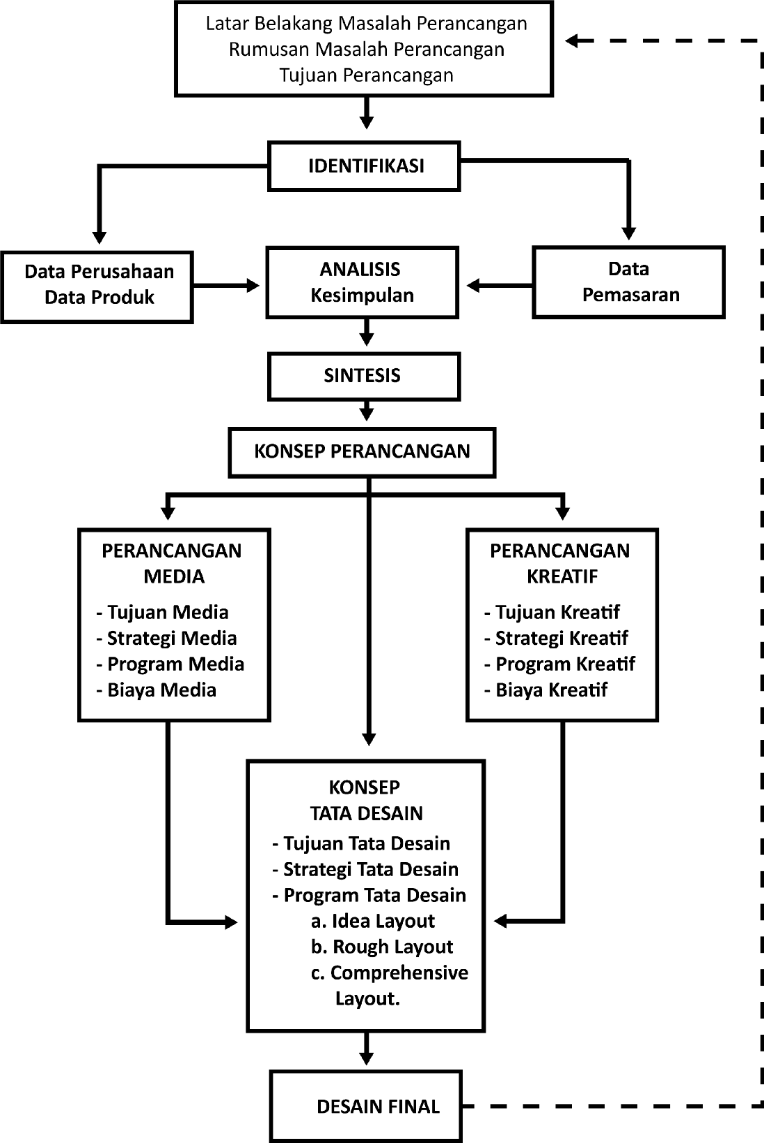 Latar Belakang Masalah Perancangan
Rumusan Masalah Perancangan
Tujuan Perancangan
IDENTIFIKASI
Data Perusahaan
Data Produk
ANALISIS
Kesimpulan
Data
Pemasaran
SINTESIS
KONSEP PERANCANGAN
PERANCANGAN
MEDIA
- Tujuan Media
- Strategi Media
- Program Media
- Biaya Media
PERANCANGAN
KREATIF
- Tujuan Kreatif
- Strategi Kreatif
- Program Kreatif
- Biaya Kreatif
KONSEP
TATA DESAIN
- Tujuan Tata Desain
- Strategi Tata Desain
- Program Tata Desain
a. Idea Layout
b. Rough Layout
c. Comprehensive
Layout.
DESAIN FINAL